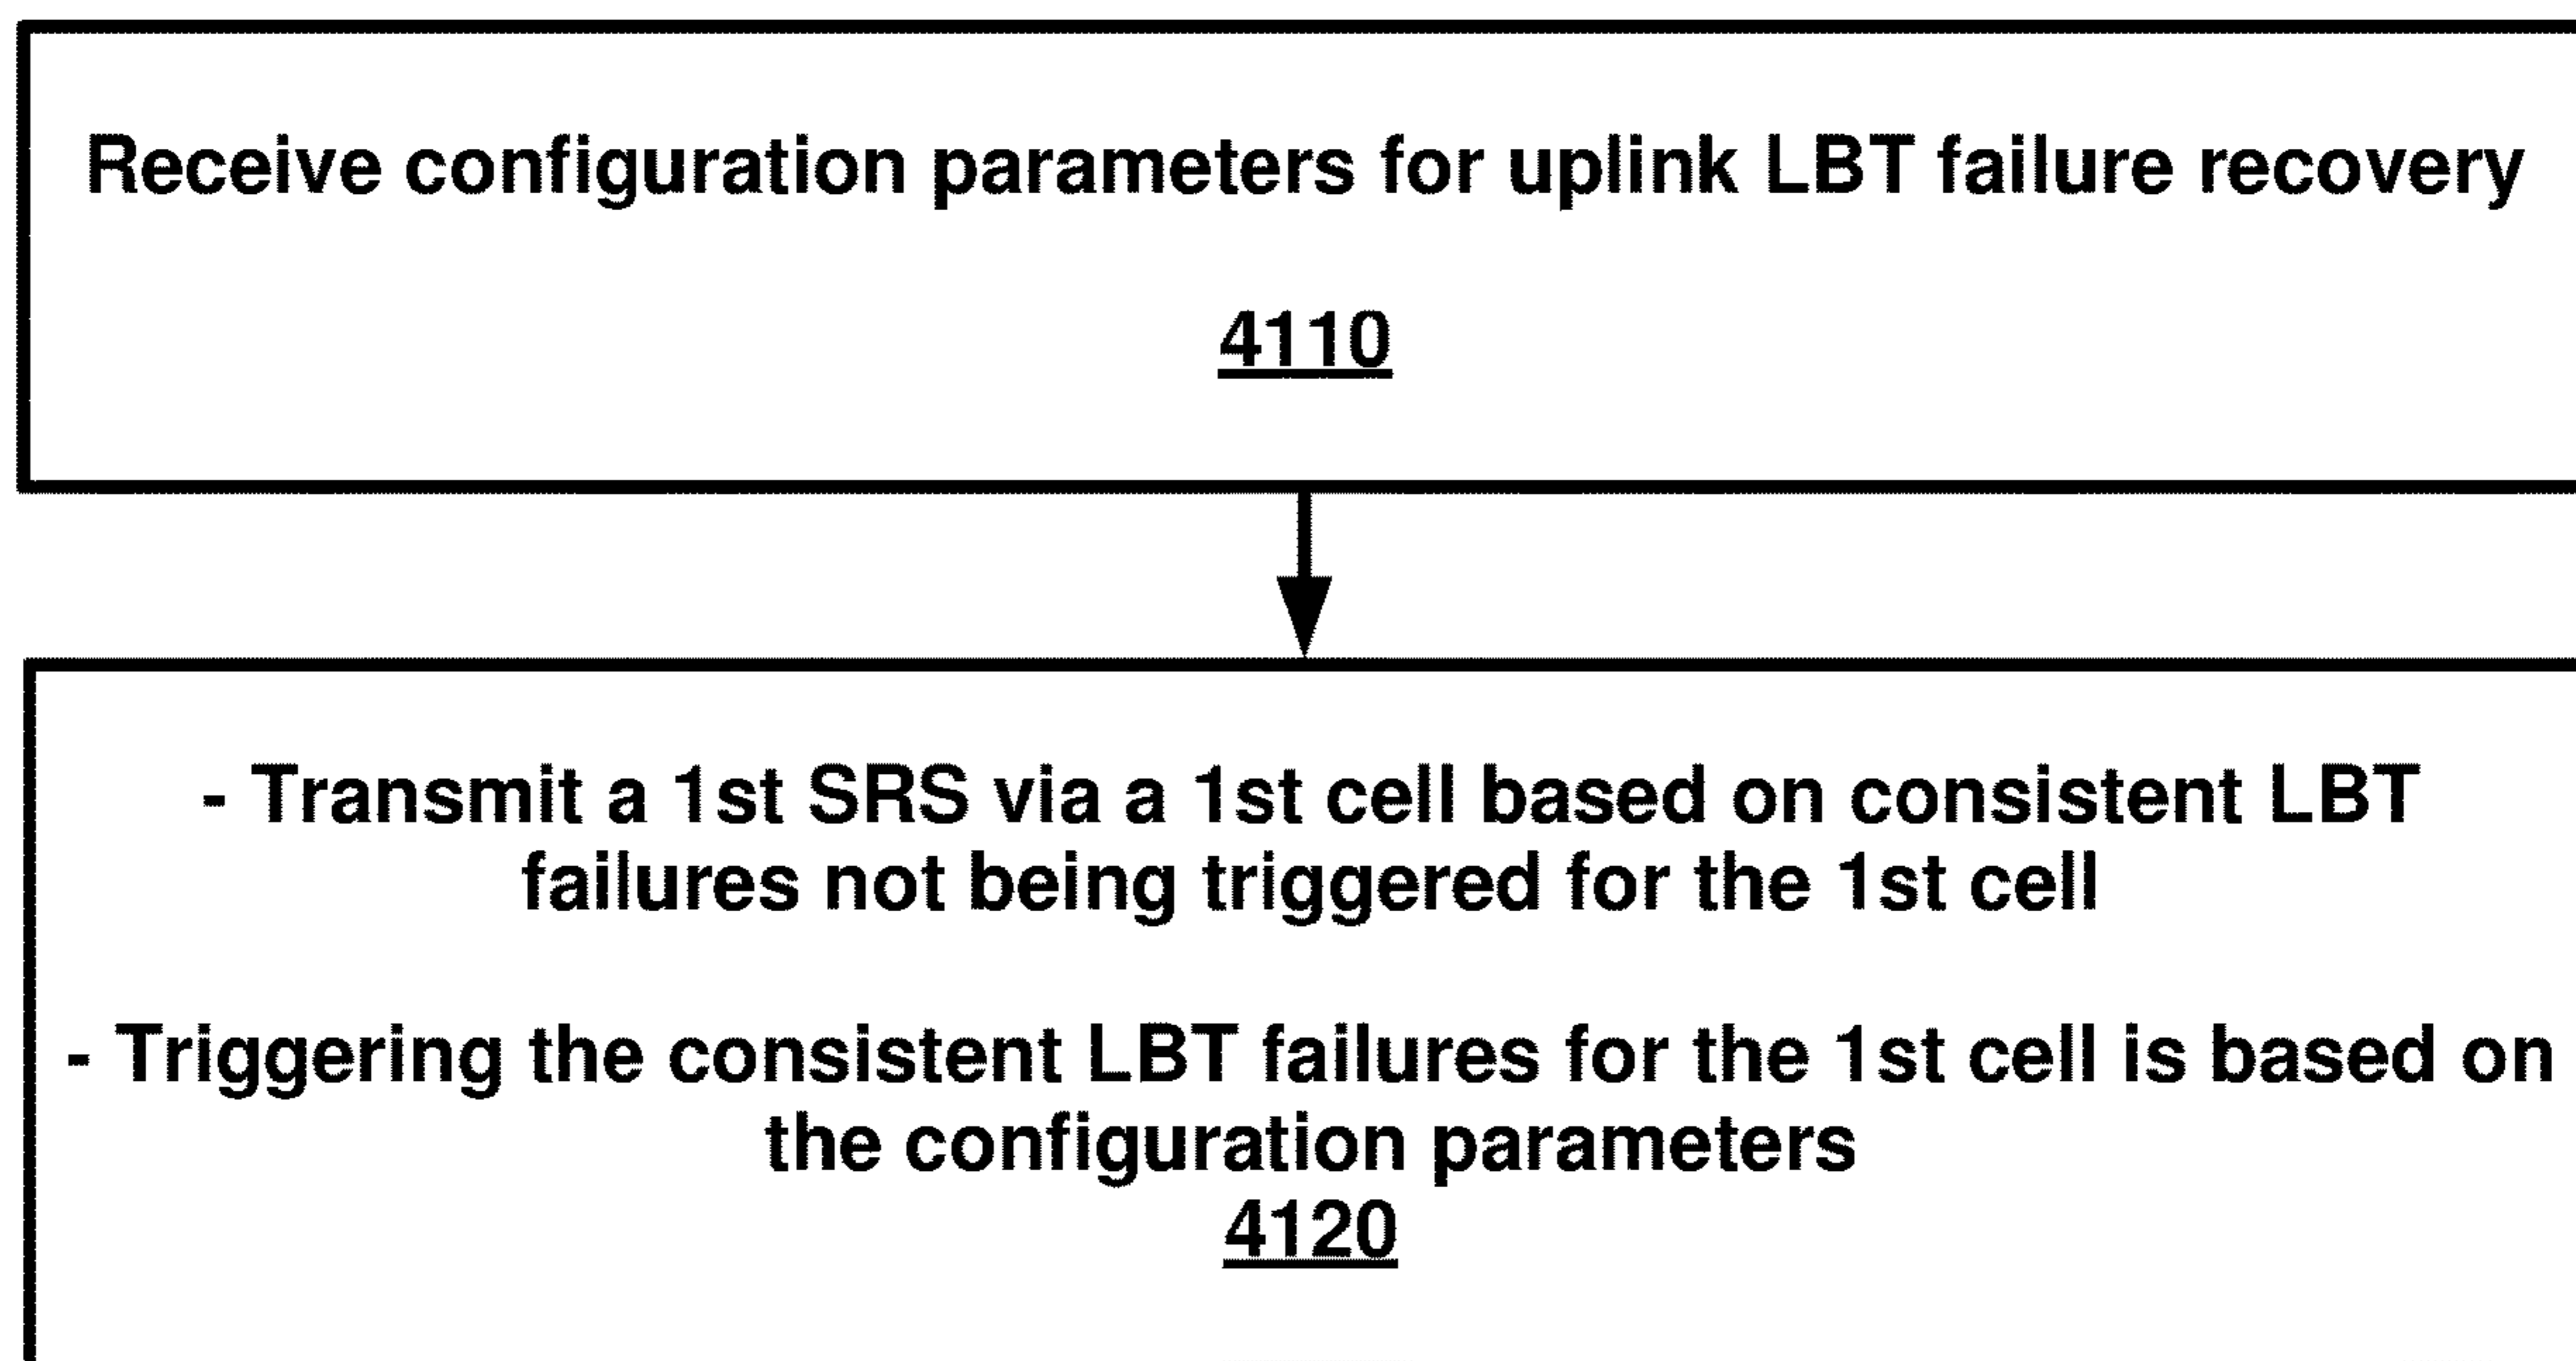 Receive configuration parameters for uplink LBT failure recovery
4110
- Transmit a 1st SRS via a 1st cell based on consistent LBT
failures not being triggered for the 1st cell
- Triggering the consistent LBT failures for the 1st cell is based on
the configuration parameters
4120